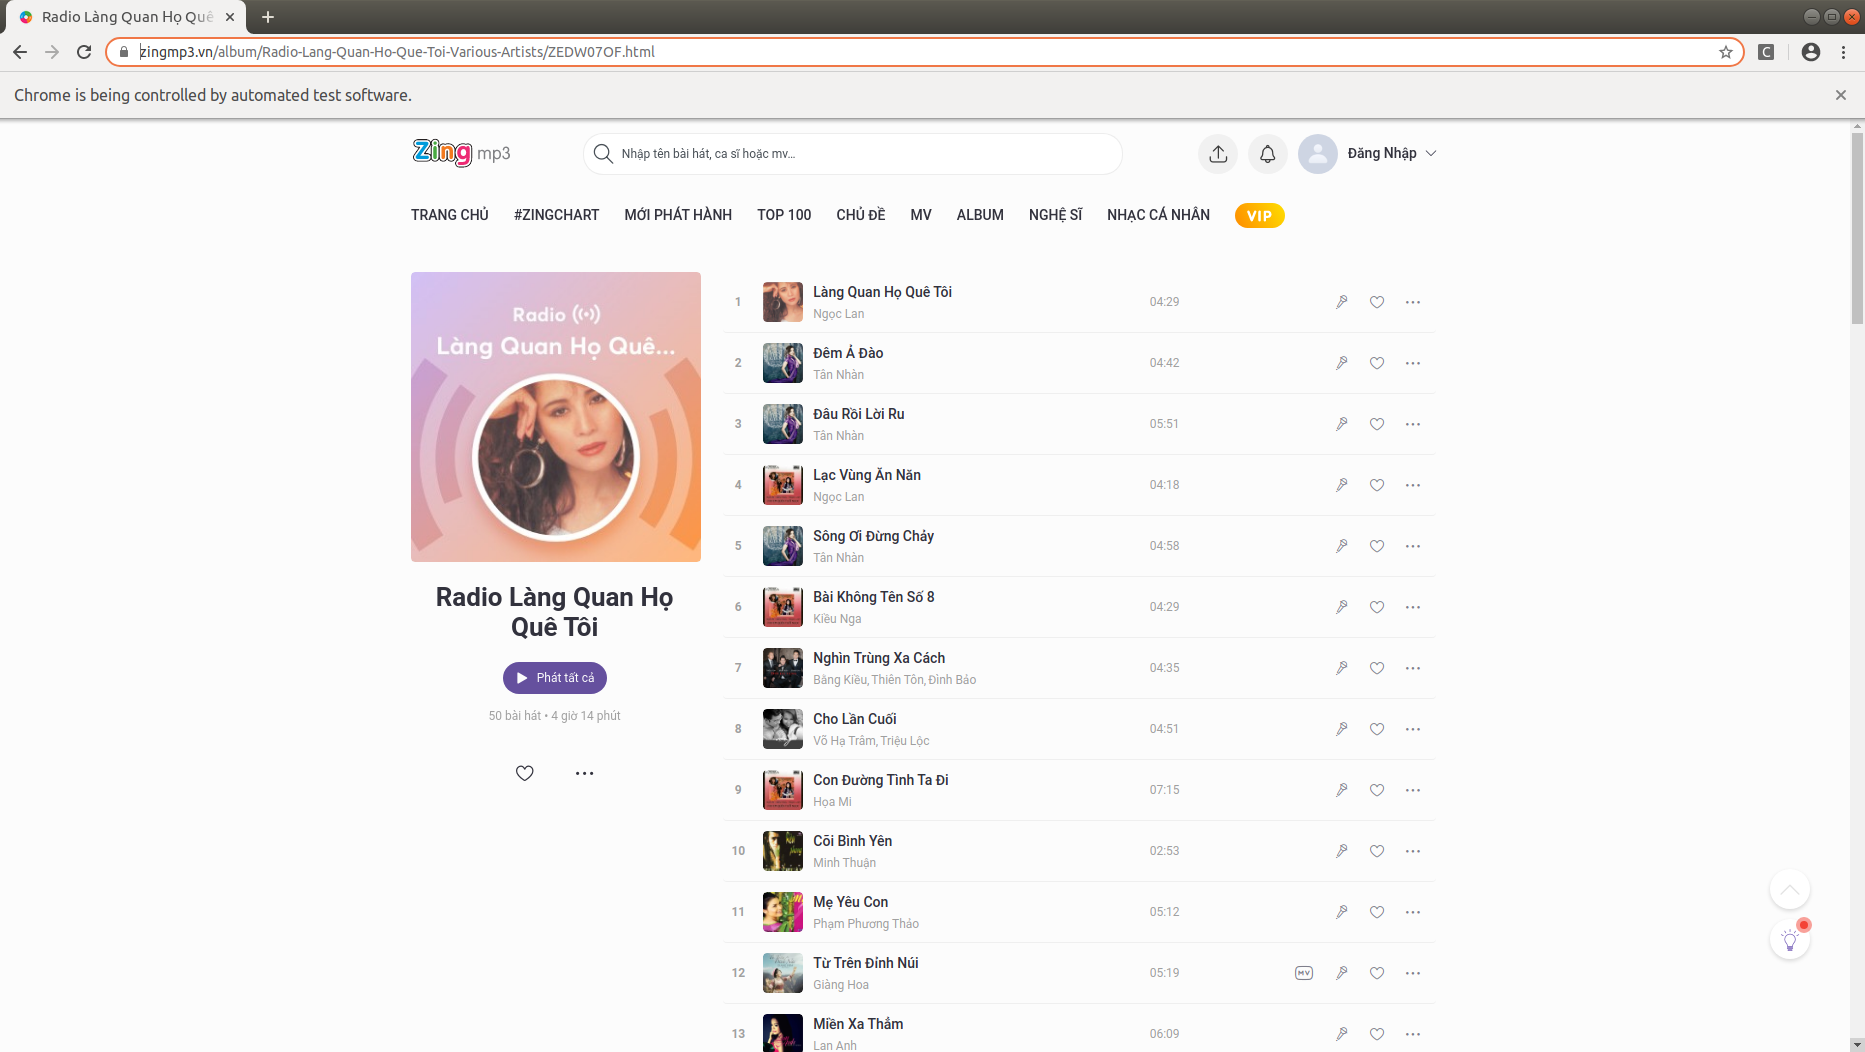 Radio Làng Quan Họ Quê
zingmp3.vn/album/Radio-Lang-Quan-Ho-Que-Toi-Various-Artists/ZEDW07OF.html
C
Chrome is being controlled by automated test software.
Zing mp3
Nhập tên bài hát, ca sĩ hoặc mv...
Đăng Nhập
TRANG CHỦ #ZINGCHART MỚI PHÁT HÀNH TOP 100 CHỦ ĐỀ MV ALBUM NGHỆ SĨ NHẠC CÁ NHÂN VIP
Radio
Làng Quan Họ Quê...
Radio Làng Quan Họ
Quê Tôi
Phát tất cả
50 bài hát • 4 giờ 14 phút
1 Làng Quan Họ Quê Tôi 04:29
Ngọc Lan
2 Đêm Ả Đào 04:42
Tân Nhàn
3 Đâu Rồi Lời Ru 05:51
Tân Nhàn
4 Lạc Vùng Ăn Năn 04:18
Ngọc Lan
5 Sông Ơi Đừng Chảy 04:58
Tân Nhàn
6 Bài Không Tên Số 8 04:29
Kiều Nga
7 Nghìn Trùng Xa Cách 04:35
Bằng Kiều, Thiên Tôn, Đình Bảo
8 Cho Lần Cuối 04:51
Võ Hạ Trâm, Triệu Lộc
9 Con Đường Tình Ta Đi 07:15
Họa Mi
10 Cõi Bình Yên 02:53
Minh Thuận
11 Mẹ Yêu Con 05:12
Phạm Phương Thảo
12 Từ Trên Đỉnh Núi 05:19 MV
Giàng Hoa
13 Miền Xa Thẳm 06:09
Lan Anh